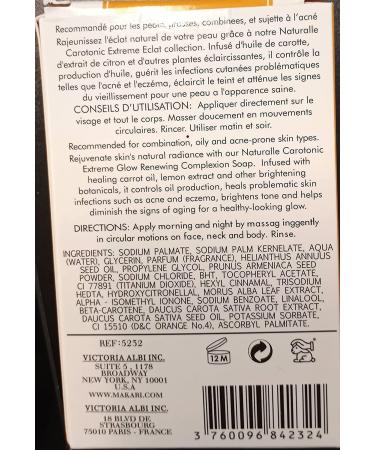 Recommandé pour les peaux, grasses, combinées, et sujette à l'acné
Rajeunissez l'éclat naturel de votre peau grâce à notre Naturalle
Carotonic Extreme Eclat collection. Infusé d'huile de carotte,
d'extrait de citron et d'autres plantes éclaircissantes, il contrôle la
production d'huile, guérit les infections cutanées problématiques
telles que l'acné et l'eczéma, éclaircit le teint et atténue les signes
du vieillissement pour une peau a l'apparence saine.
CONSEILS D'UTILISATION: Appliquer directement sur le
visage et tout le corps. Masser doucement en mouvements
circulaires. Rincer. Utiliser matin et soir.
Recommended for combination, oily and acne-prone skin types.
Rejuvenate skin's natural radiance with our Naturalle Carotonic
Extreme Glow Renewing Complexion Soap. Infused with
healing carrot oil, lemon extract and other brightening
botanicals, it controls oil production, heals problematic skin
infections such as acne and eczema, brightens tone and helps
diminish the signs of aging for a healthy-looking glow.
DIRECTIONS: Apply morning and night by massag inggently
in circular motions on face, neck and body. Rinse.
INGREDIENTS: SODIUM PALMATE, SODIUM PALM KERNELATE, AQUA
(WATER), GLYCERIN, PARFUM (FRAGRANCE), HELIANTHUS ANNUUS
SEED OIL, PROPYLENE GLYCOL, PRUNUS ARMENIACA SEED
POWDER, SODIUM CHLORIDE, BHT, TOCOPHERYL ACETATE,
CI 77891 (TITANIUM DIOXIDE), HEXYL CINNAMAL, TRISODIUM
HEDTA, HYDROXYCITRONELLAL, MORUS ALBA LEAF EXTRACT,
ALPHA - ISOMETHYL IONONE, SODIUM BENZOATE, LINALOOL,
BETA-CAROTENE, DAUCUS CAROTA SATIVA ROOT EXTRACT,
DAUCUS CAROTA SATIVA SEED OIL, POTASSIUM SORBATE,
CI 15510 (D&C ORANGE No.4), ASCORBYL PALMITATE.
REF:5252
VICTORIA ALBI INC.
SUITE 5, 1178
BROADWAY
NEW YORK, NY 10001
U.S.A
WWW.MAKARI.COM
VICTORIA ALBI INC.
18 BLVD DE
STRASBOURG
75010 PARIS - FRANCE
12M
3 760096 842324